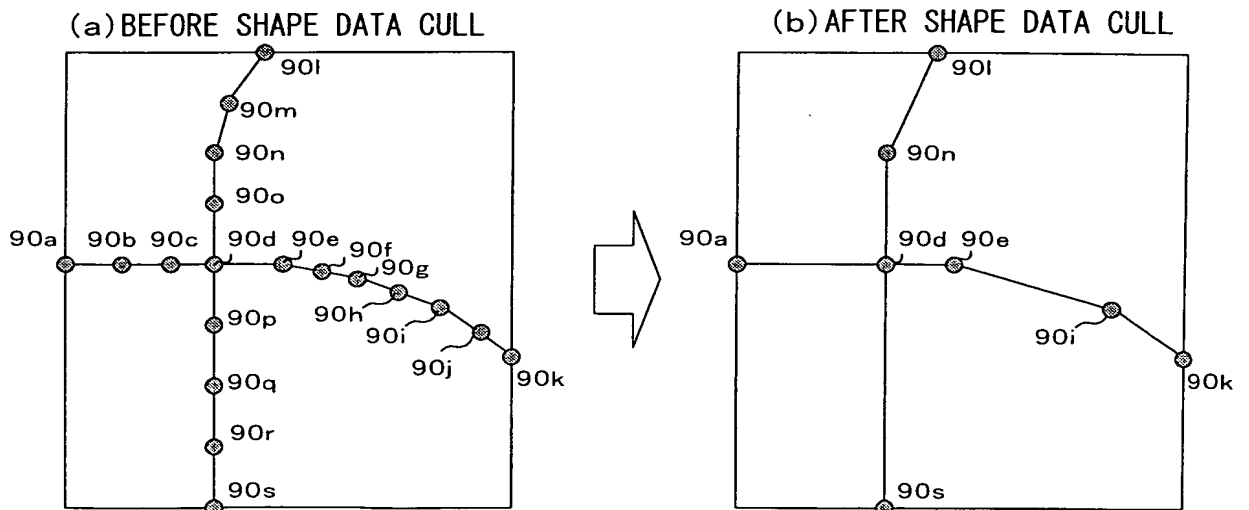 (a)BEFORE SHAPE DATA CULL
90l
90m
90n
90o
90a 90b 90c 90d 90e 90f
90g
90h
90i
90p
90j
90k
90q
90r
90s
(b)AFTER SHAPE DATA CULL
90l
90n
90a 90d 90e
90i
90k
90s